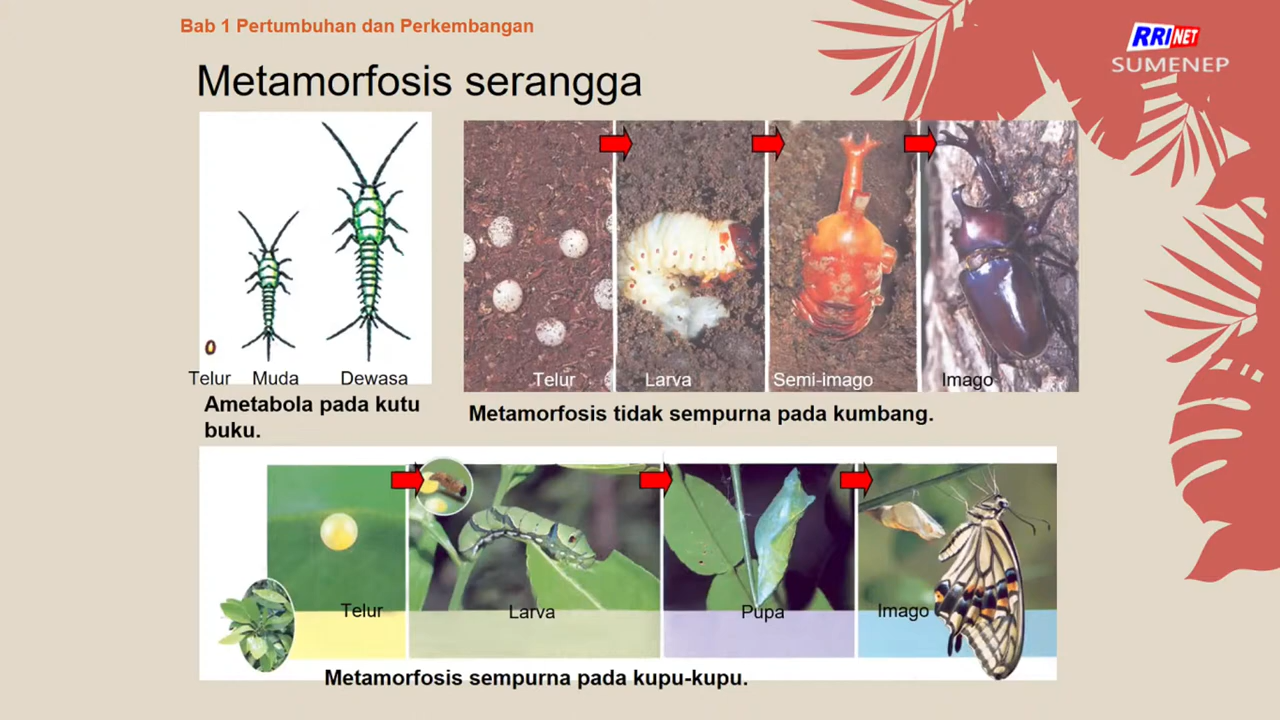 Bab 1 Pertumbuhan dan Perkembangan
RRI NET
SUMENEP
Metamorfosis serangga
Telur Muda Dewasa
Ametabola pada kutu
buku.
Telur Larva Semi-imago Imago
Metamorfosis tidak sempurna pada kumbang.
Telur Larva Pupa Imago
Metamorfosis sempurna pada kupu-kupu.